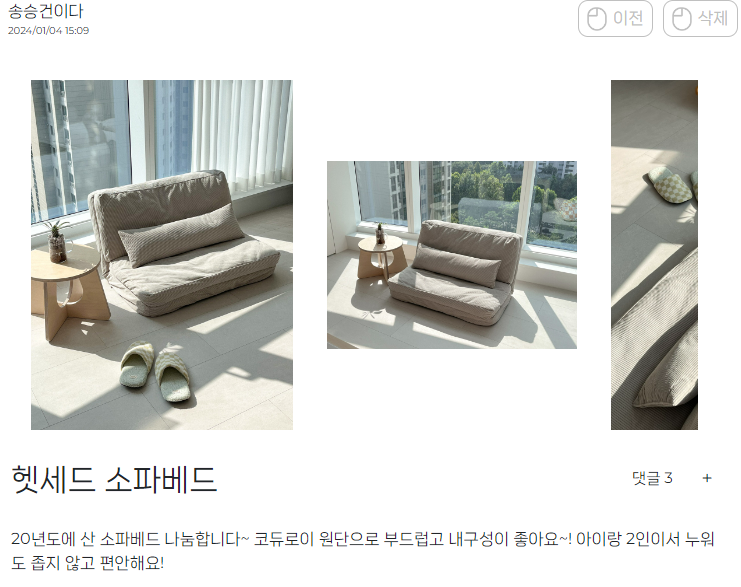 송승건이다
2024/01/04 15:09
이전
삭제
헷세드 소파베드
댓글 3 +
20년도에 산 소파베드 나눔합니다~ 코듀로이 원단으로 부드럽고 내구성이 좋아요~! 아이랑 2인이서 누워
도 좁지 않고 편안해요!